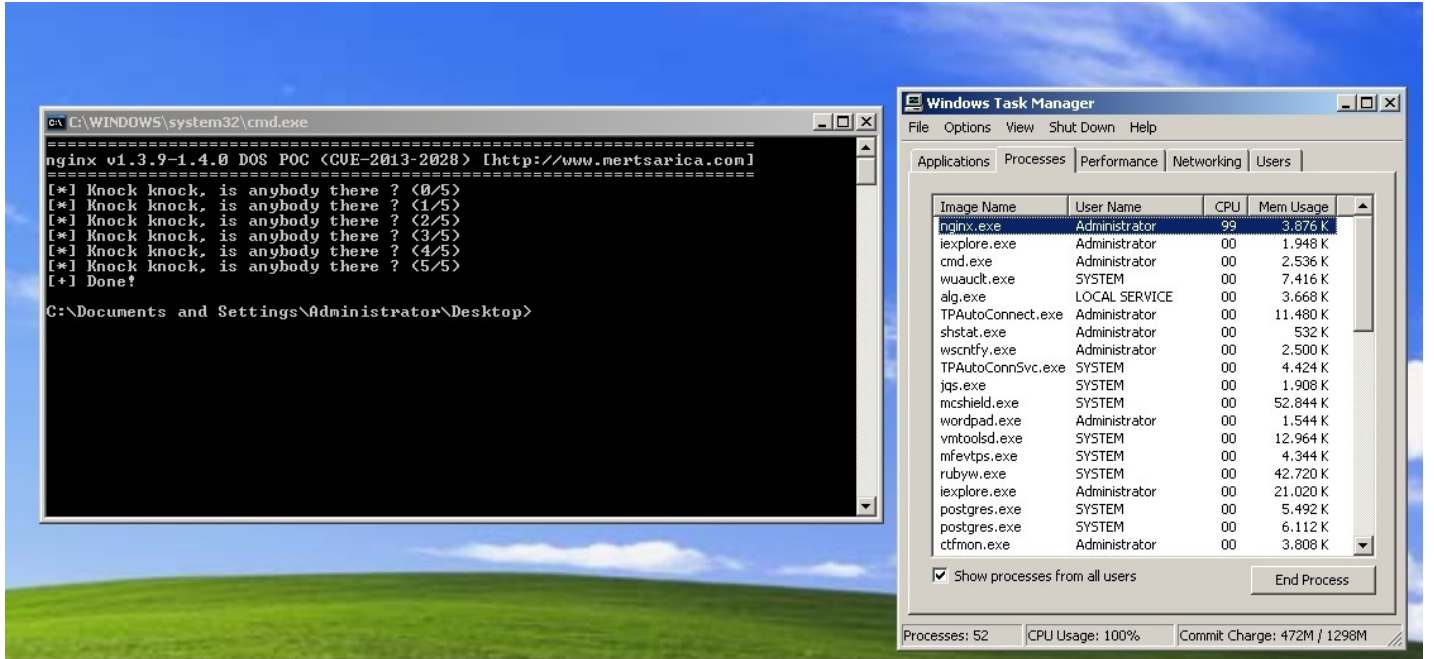 C:\WINDOWS\system32\cmd.exe
=====================================================================
nginx v1.3.9-1.4.0 DOS POC (CVE-2013-2028) [http://www.mertsarica.com]
=====================================================================
[*] Knock knock, is anybody there ? (0/5)
[*] Knock knock, is anybody there ? (1/5)
[*] Knock knock, is anybody there ? (2/5)
[*] Knock knock, is anybody there ? (3/5)
[*] Knock knock, is anybody there ? (4/5)
[*] Knock knock, is anybody there ? (5/5)
[+] Done!
C:\Documents and Settings\Administrator\Desktop>
Windows Task Manager
File Options View Shut Down Help
Applications Processes Performance Networking Users
Image Name User Name CPU Mem Usage
nginx.exe Administrator 99 3.876 K
iexplore.exe Administrator 00 1.948 K
cmd.exe Administrator 00 2.536 K
wuauclt.exe SYSTEM 00 7.416 K
alg.exe LOCAL SERVICE 00 3.668 K
TPAutoConnect.exe Administrator 00 11.480 K
shstat.exe Administrator 00 532 K
wscntfy.exe Administrator 00 2.500 K
TPAutoConnSvc.exe SYSTEM 00 4.424 K
jqs.exe SYSTEM 00 1.908 K
mcshield.exe SYSTEM 00 52.844 K
wordpad.exe Administrator 00 1.544 K
vmtoolsd.exe SYSTEM 00 12.964 K
mfevtps.exe SYSTEM 00 4.344 K
rubyw.exe SYSTEM 00 42.720 K
iexplore.exe Administrator 00 21.020 K
postgres.exe SYSTEM 00 5.492 K
postgres.exe SYSTEM 00 6.112 K
ctfmon.exe Administrator 00 3.808 K
Show processes from all users
End Process
Processes: 52 CPU Usage: 100% Commit Charge: 472M / 1298M